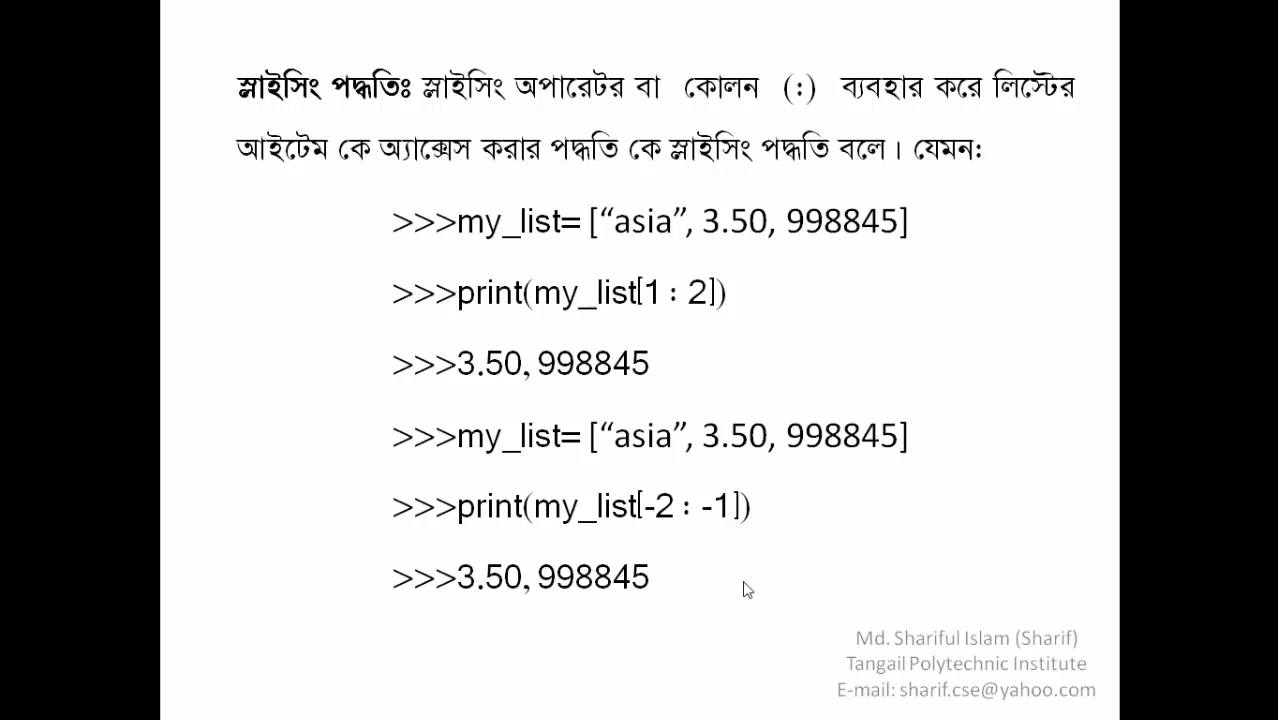 স্লাইসিং পদ্ধতিঃ স্লাইসিং অপারেটর বা কোলন (:) ব্যবহার করে লিস্টের
আইটেম কে অ্যাক্সেস করার পদ্ধতি কে স্লাইসিং পদ্ধতি বলে। যেমন:
>>>my_list= [“asia”, 3.50, 998845]
>>>print(my_list[1 : 2])
>>>3.50, 998845
>>>my_list= [“asia”, 3.50, 998845]
>>>print(my_list[-2 : -1])
>>>3.50, 998845
Md. Shariful Islam (Sharif)
Tangail Polytechnic Institute
E-mail: sharif.cse@yahoo.com